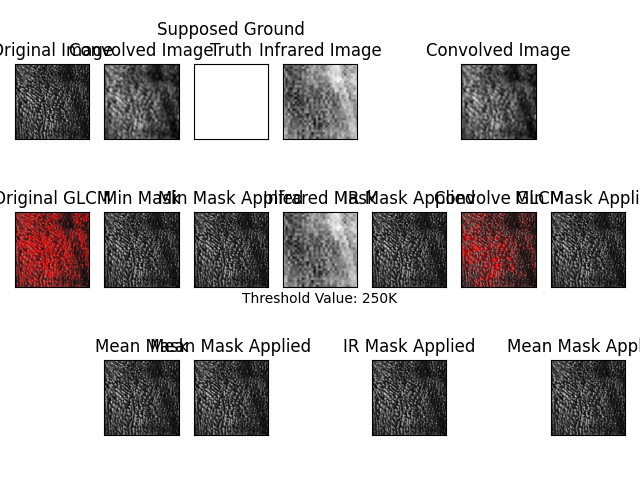 Original Image Convolved Image Supposed Ground Truth Infrared Image Convolved Image
Original GLCM Min Mask Min Mask Applied Infrared Mask IR Mask Applied Convolve GLCM Min Mask Appli
Threshold Value: 250K
Mean Mask Mean Mask Applied IR Mask Applied Mean Mask Appl